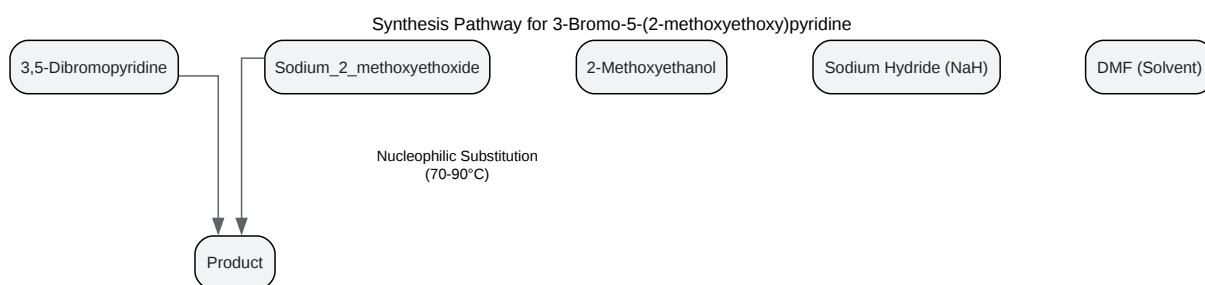 Synthesis Pathway for 3-Bromo-5-(2-methoxyethoxy)pyridine
3,5-Dibromopyridine
Sodium_2_methoxyethoxide
2-Methoxyethanol
Sodium Hydride (NaH)
DMF (Solvent)
Nucleophilic Substitution
(70-90°C)
Product